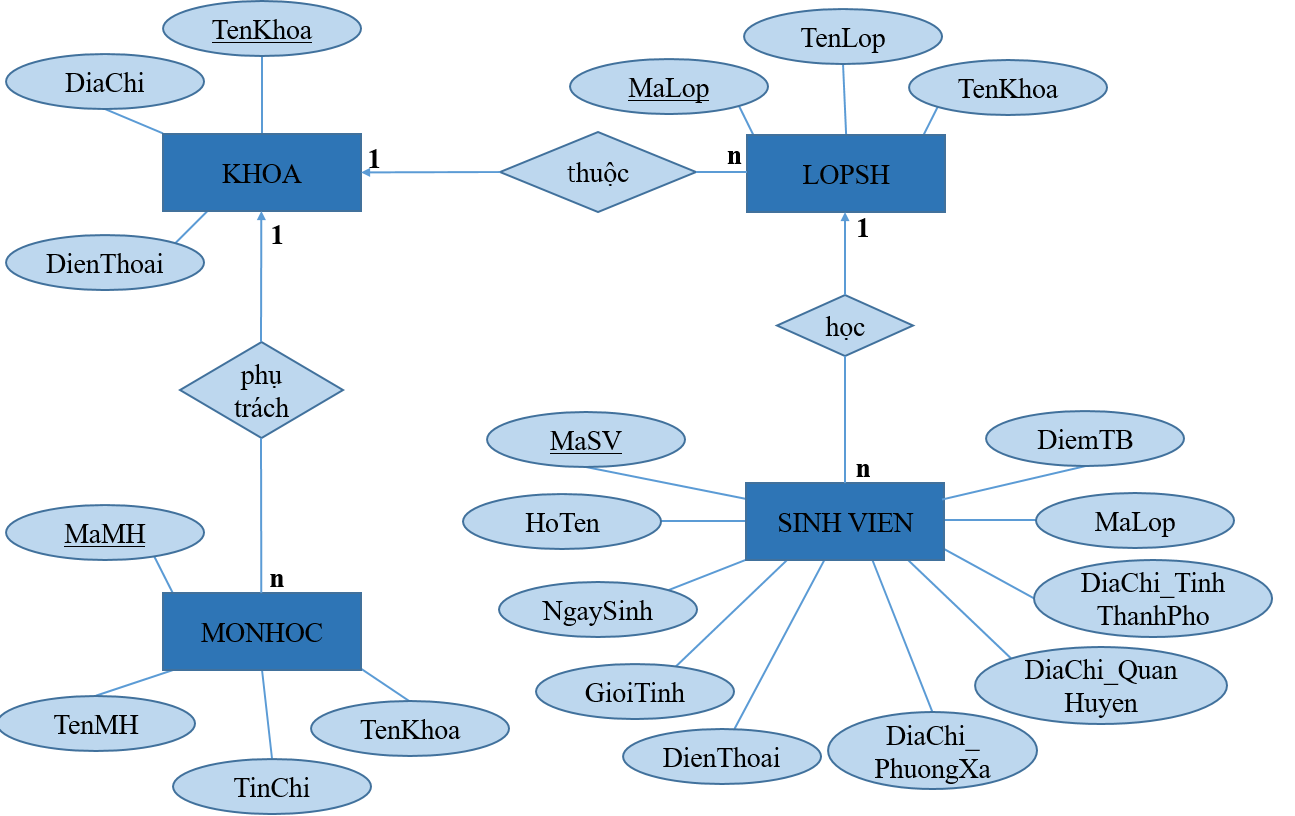 TenKhoa
DiaChi
KHOA
DienThoai
1
thuộc
n
TenLop
MaLop
TenKhoa
LOPSH
1
1
học
phụ
trách
n
MaMH
MONHOC
TenMH
TenKhoa
TinChi
n
MaSV
DiemTB
HoTen
SINH VIEN
MaLop
NgaySinh
DiaChi_Tinh
ThanhPho
GioiTinh
DiaChi_Quan
Huyen
DienThoai
DiaChi_
PhuongXa